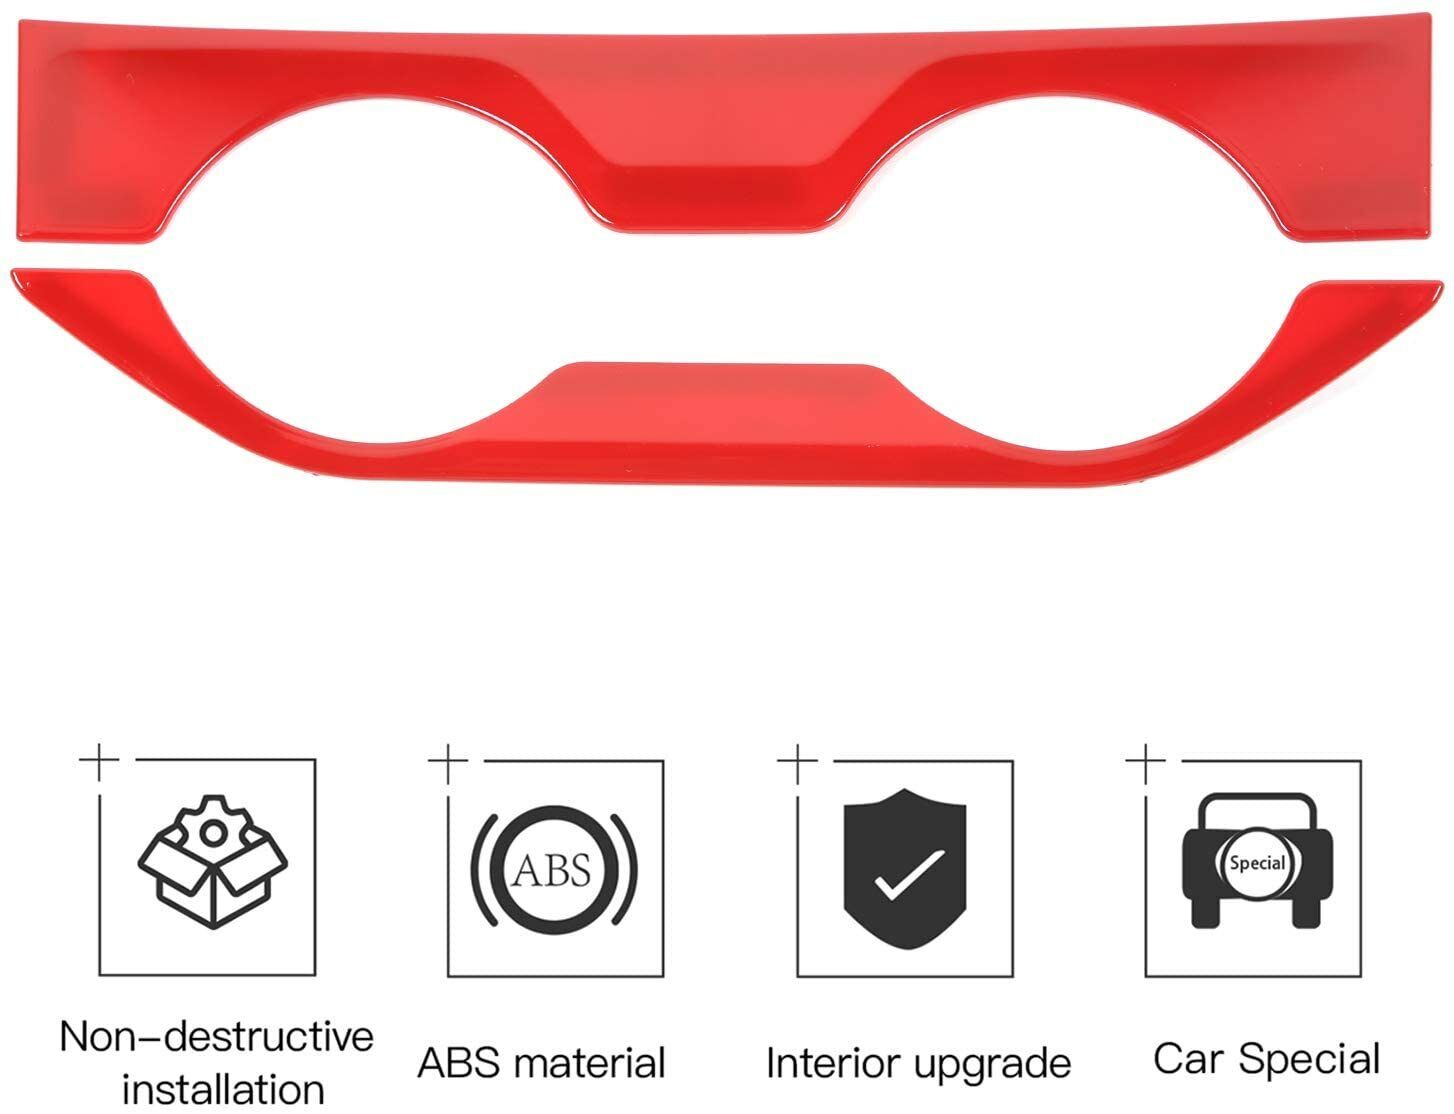 ABS
Special
Non-destructive
installation
ABS material
Interior upgrade
Car Special